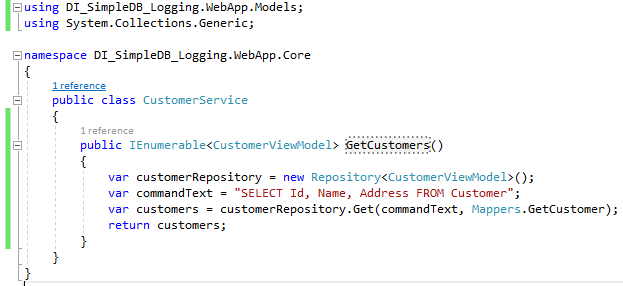 using DI_SimpleDB_Logging.WebApp.Models;
using System.Collections.Generic;
namespace DI_SimpleDB_Logging.WebApp.Core
{
1 reference
public class CustomerService
{
1 reference
public IEnumerable<CustomerViewModel> GetCustomers()
{
var customerRepository = new Repository<CustomerViewModel>();
var commandText = "SELECT Id, Name, Address FROM Customer";
var customers = customerRepository.Get(commandText, Mappers.GetCustomer);
return customers;
}
}
}